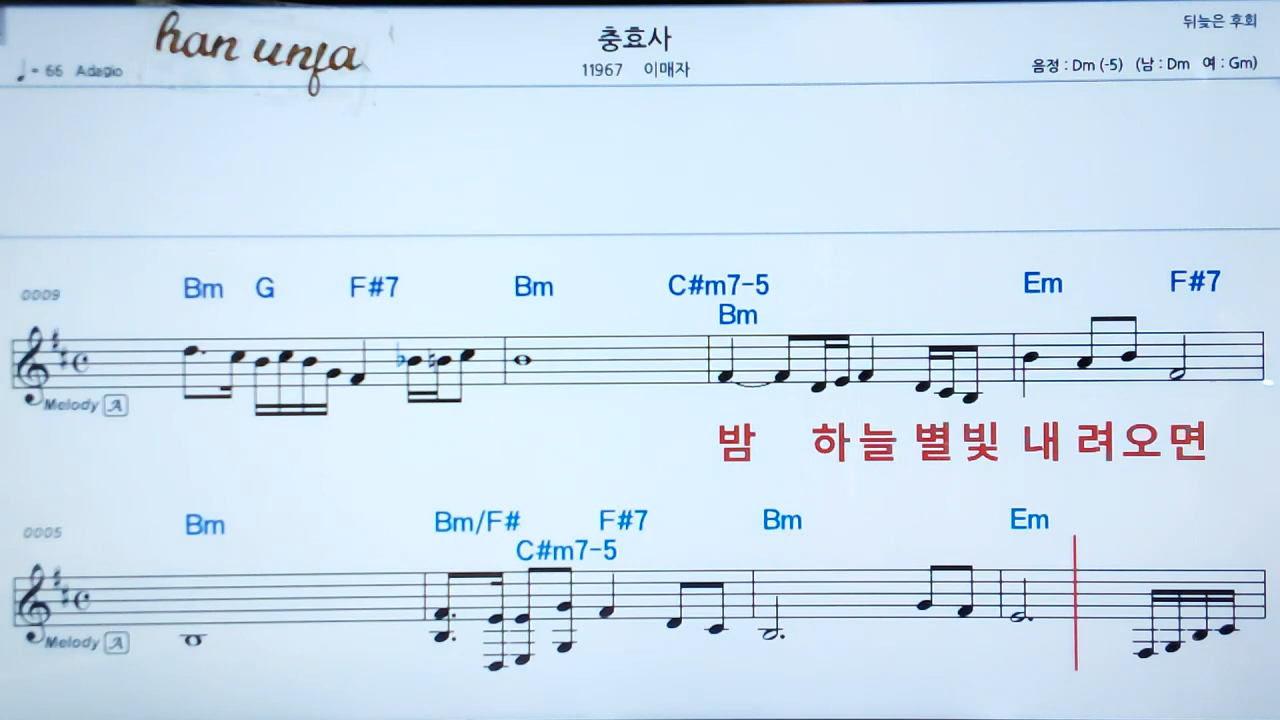 han unja
충효사
뒤늦은 후회
♩= 66 Adagio
11967 이매자
음정 : Dm (-5) (남 : Dm 여 : Gm)
0009 Bm G F#7 Bm C#m7-5 Em F#7
Bm
Melody A
밤 하늘 별빛 내 려오면
0005 Bm Bm/F# F#7 Bm Em
C#m7-5
Melody A